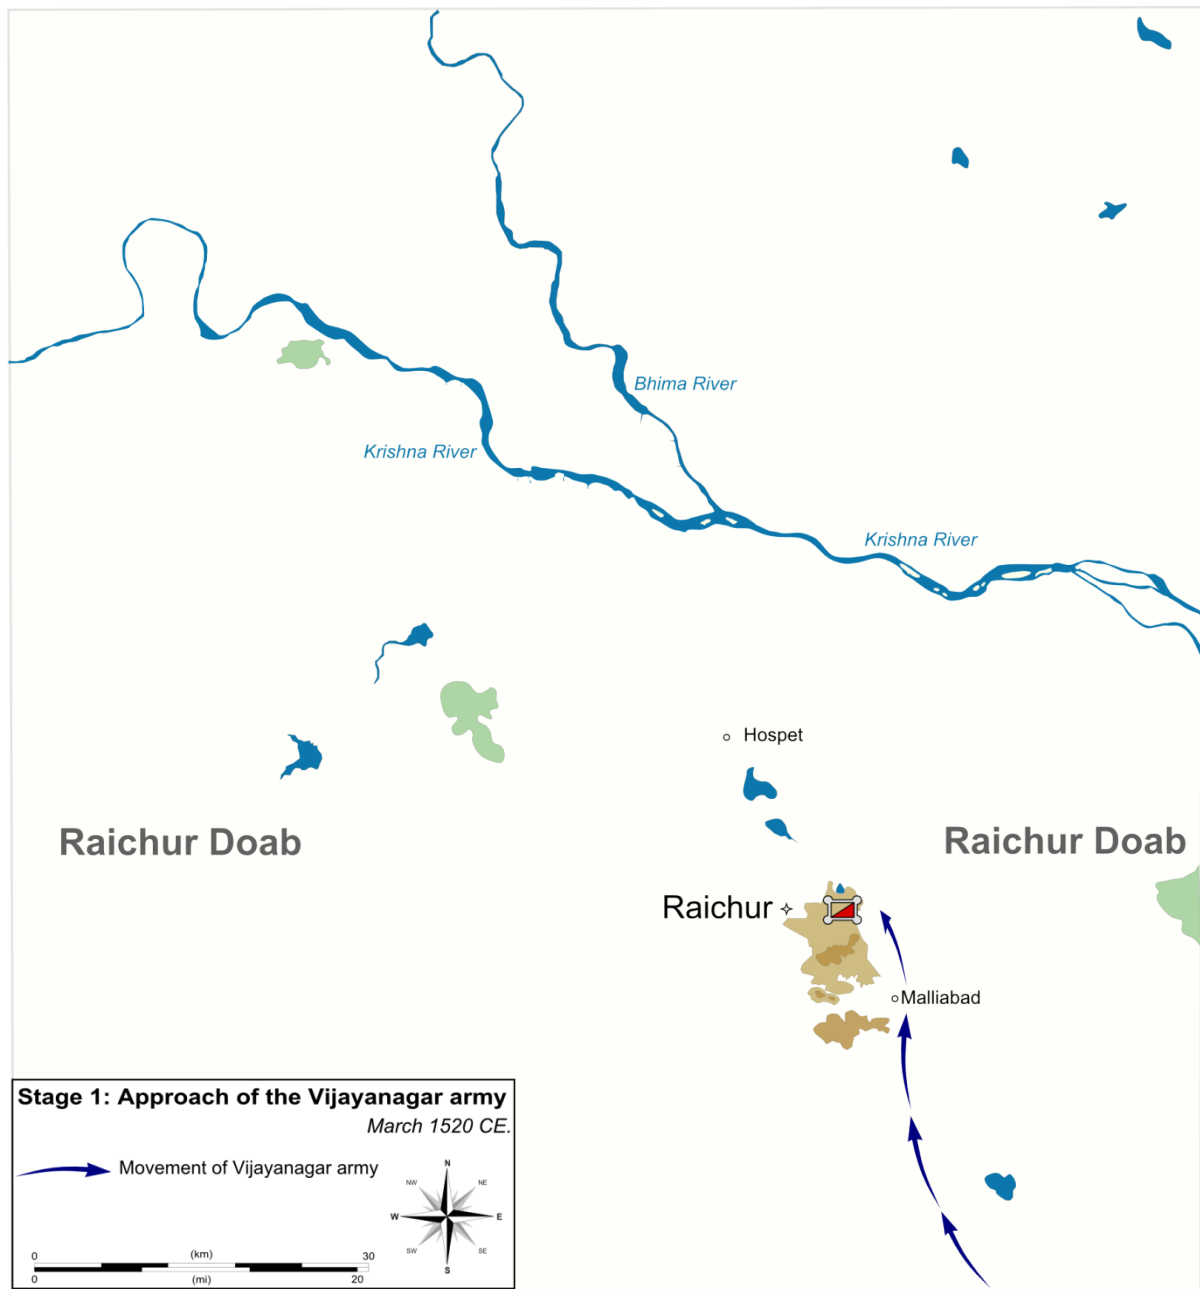 Bhima River
Krishna River
Krishna River
Hospet
Raichur Doab
Raichur Doab
Raichur
Malliabad
Stage 1: Approach of the Vijayanagar army
March 1520 CE.
Movement of Vijayanagar army
N
NW
NE
W
E
SW
SE
S
0 (km) 30
0 (mi) 20